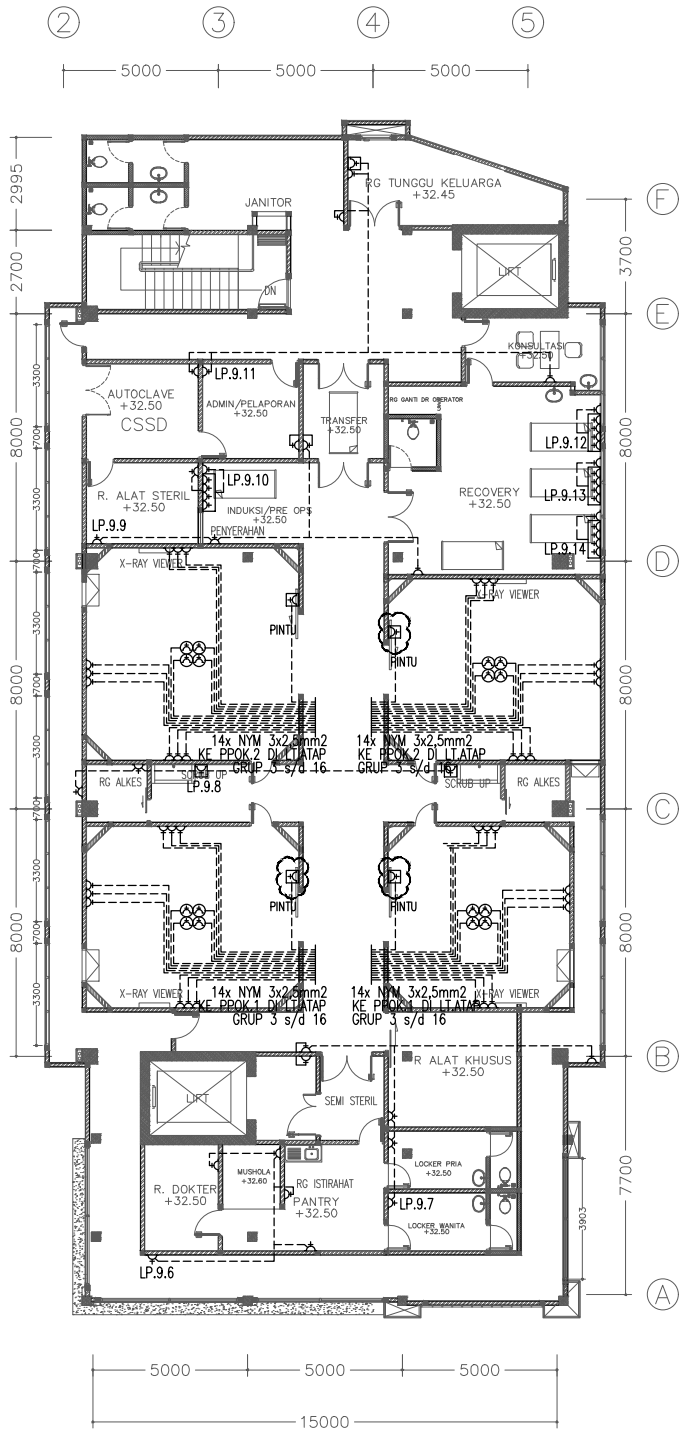 2 3 4 5
5000 5000 5000
2995
2700
F
3700
E
RG TUNGGU KELUARGA
+32.45
JANITOR
LIFT
DN
KONSULTASI
+32.50
LP.9.11
AUTOCLAVE
+32.50
CSSD
ADMIN/PELAPORAN
+32.50
TRANSFER
+32.50
RG GANTI DR OPERATOR
LP.9.12
LP.9.10
R. ALAT STERIL
+32.50
INDUKSI/PRE OPS
+32.50
RECOVERY
+32.50
LP.9.13
LP.9.9
PENYERAHAN
LP.9.14
3300
700
3300
8000
8000
D
700
X-RAY VIEWER
X-RAY VIEWER
PINTU
PINTU
3300
700
3300
8000
8000
14x NYM 3x2,5mm2
KE PPOK.2 DI LT.ATAP
GRUP 3 s/d 16
14x NYM 3x2,5mm2
KE PPOK.2 DI LT.ATAP
GRUP 3 s/d 16
RG ALKES
SCRUB UP
LP.9.8
SCRUB UP
RG ALKES
700
C
PINTU
PINTU
3300
700
3300
8000
8000
X-RAY VIEWER
X-RAY VIEWER
14x NYM 3x2,5mm2
KE PPOK.1 DI LT.ATAP
GRUP 3 s/d 16
14x NYM 3x2,5mm2
KE PPOK.1 DI LT.ATAP
GRUP 3 s/d 16
B
R ALAT KHUSUS
+32.50
LIFT
SEMI STERIL
R. DOKTER
+32.50
MUSHOLA
+32.60
RG ISTIRAHAT
PANTRY
+32.50
LOCKER PRIA
+32.50
LP.9.7
LOCKER WANITA
+32.50
LP.9.6
7700
3903
A
5000 5000 5000
15000